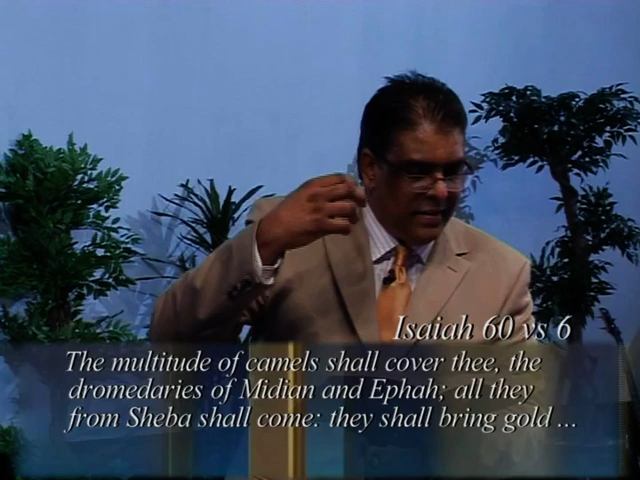 Isaiah 60 vs 6
The multitude of camels shall cover thee, the
dromedaries of Midian and Ephah; all they
from Sheba shall come: they shall bring gold ...